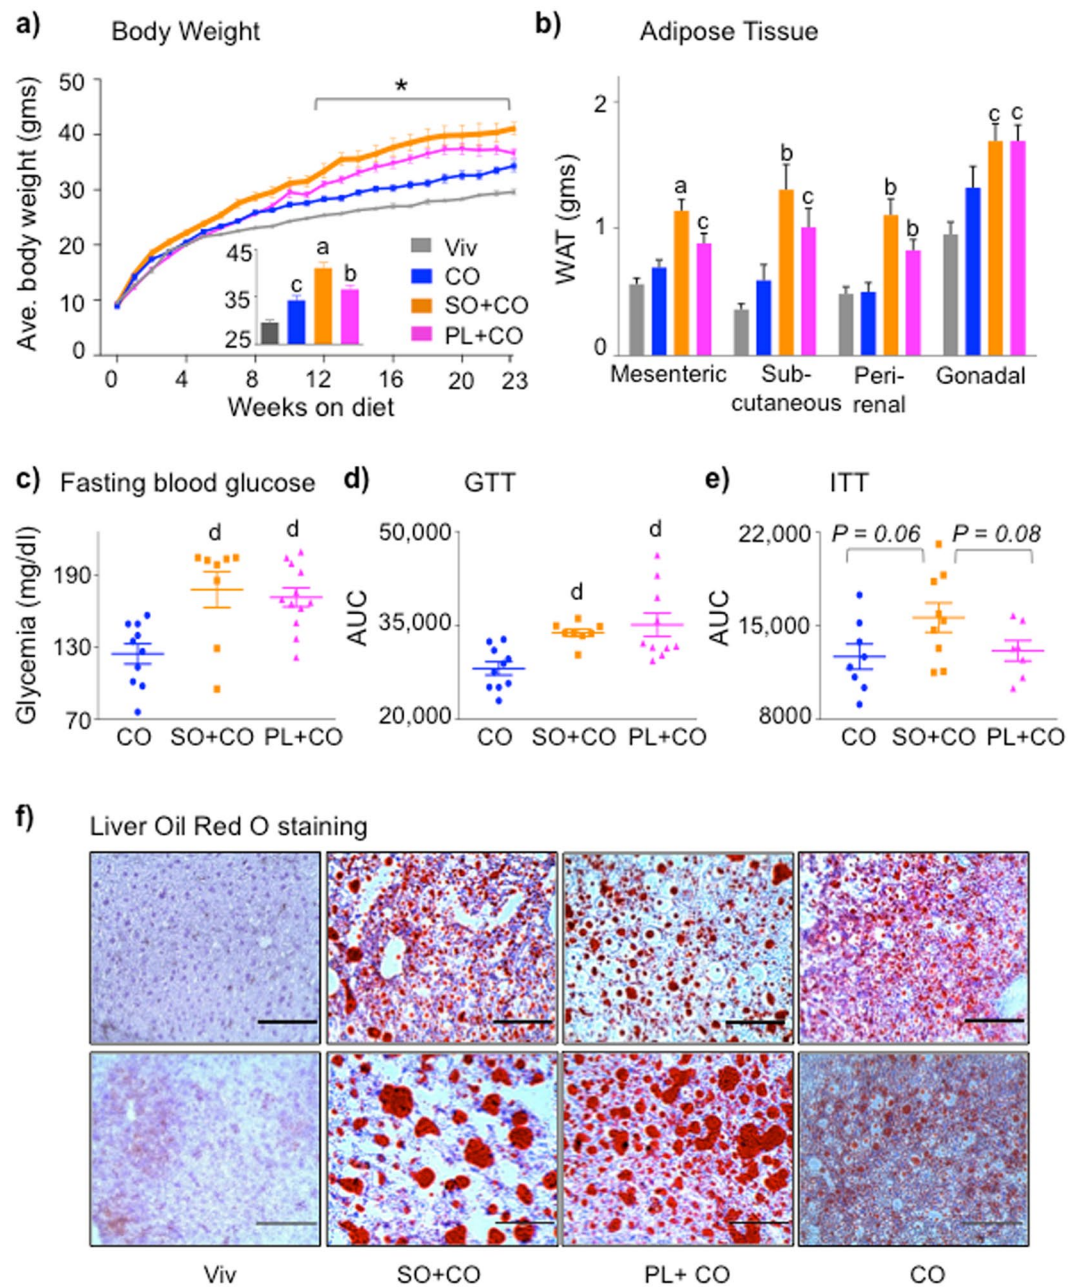 a) Body Weight
Ave. body weight (gms)
50
40
30
20
10
0
*
45
35
25
c a b
Viv
CO
SO+CO
PL+CO
0 4 8 12 16 20 23
Weeks on diet
b) Adipose Tissue
WAT (gms)
2
1
0
a c b c b b c c
Mesenteric Sub-cutaneous Peri-renal Gonadal
c) Fasting blood glucose
Glycemia (mg/dl)
190
130
70
d d
CO SO+CO PL+CO
d) GTT
AUC
50,000
35,000
20,000
d d
CO SO+CO PL+CO
e) ITT
AUC
22,000
15,000
8000
P = 0.06 P = 0.08
CO SO+CO PL+CO
f) Liver Oil Red O staining
Viv SO+CO PL+ CO CO